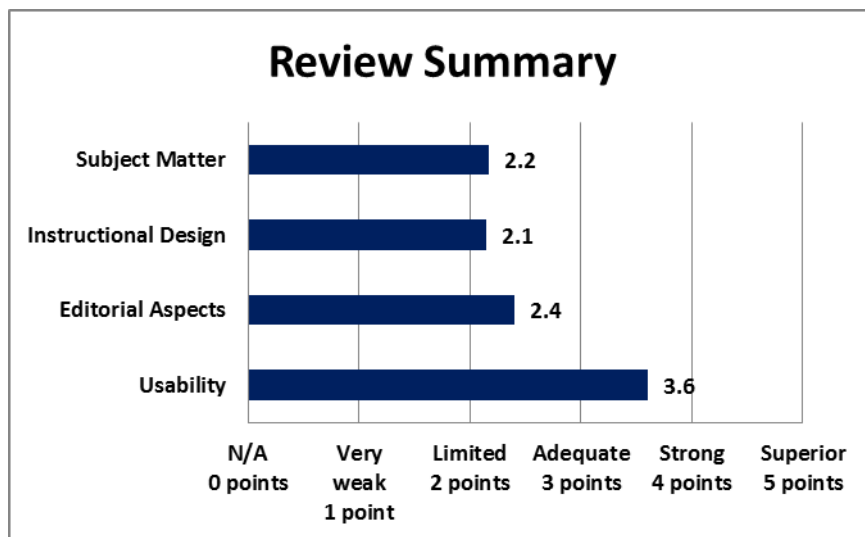 Review Summary
Subject Matter 2.2
Instructional Design 2.1
Editorial Aspects 2.4
Usability 3.6
N/A Very Limited Adequate Strong Superior
0 points weak 2 points 3 points 4 points 5 points
1 point